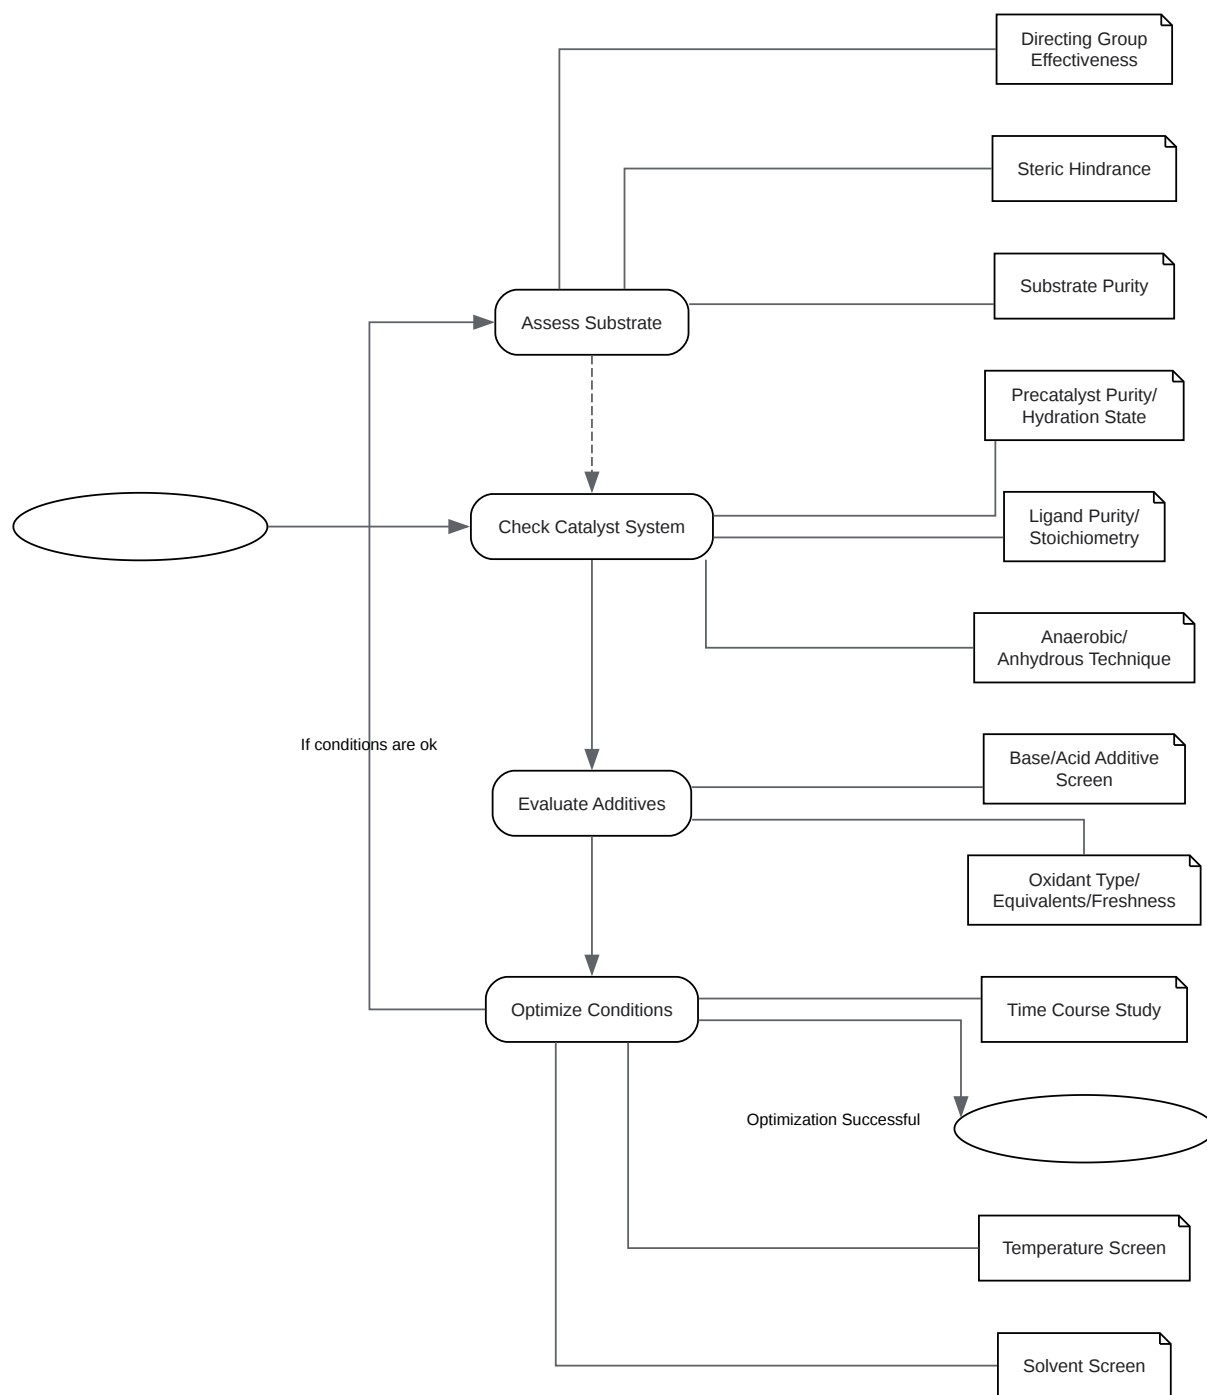 Directing Group
Effectiveness
Steric Hindrance
Substrate Purity
Assess Substrate
Precatalyst Purity/
Hydration State
Check Catalyst System
Ligand Purity/
Stoichiometry
Anaerobic/
Anhydrous Technique
If conditions are ok
Base/Acid Additive
Screen
Evaluate Additives
Oxidant Type/
Equivalents/Freshness
Optimize Conditions
Time Course Study
Optimization Successful
Temperature Screen
Solvent Screen